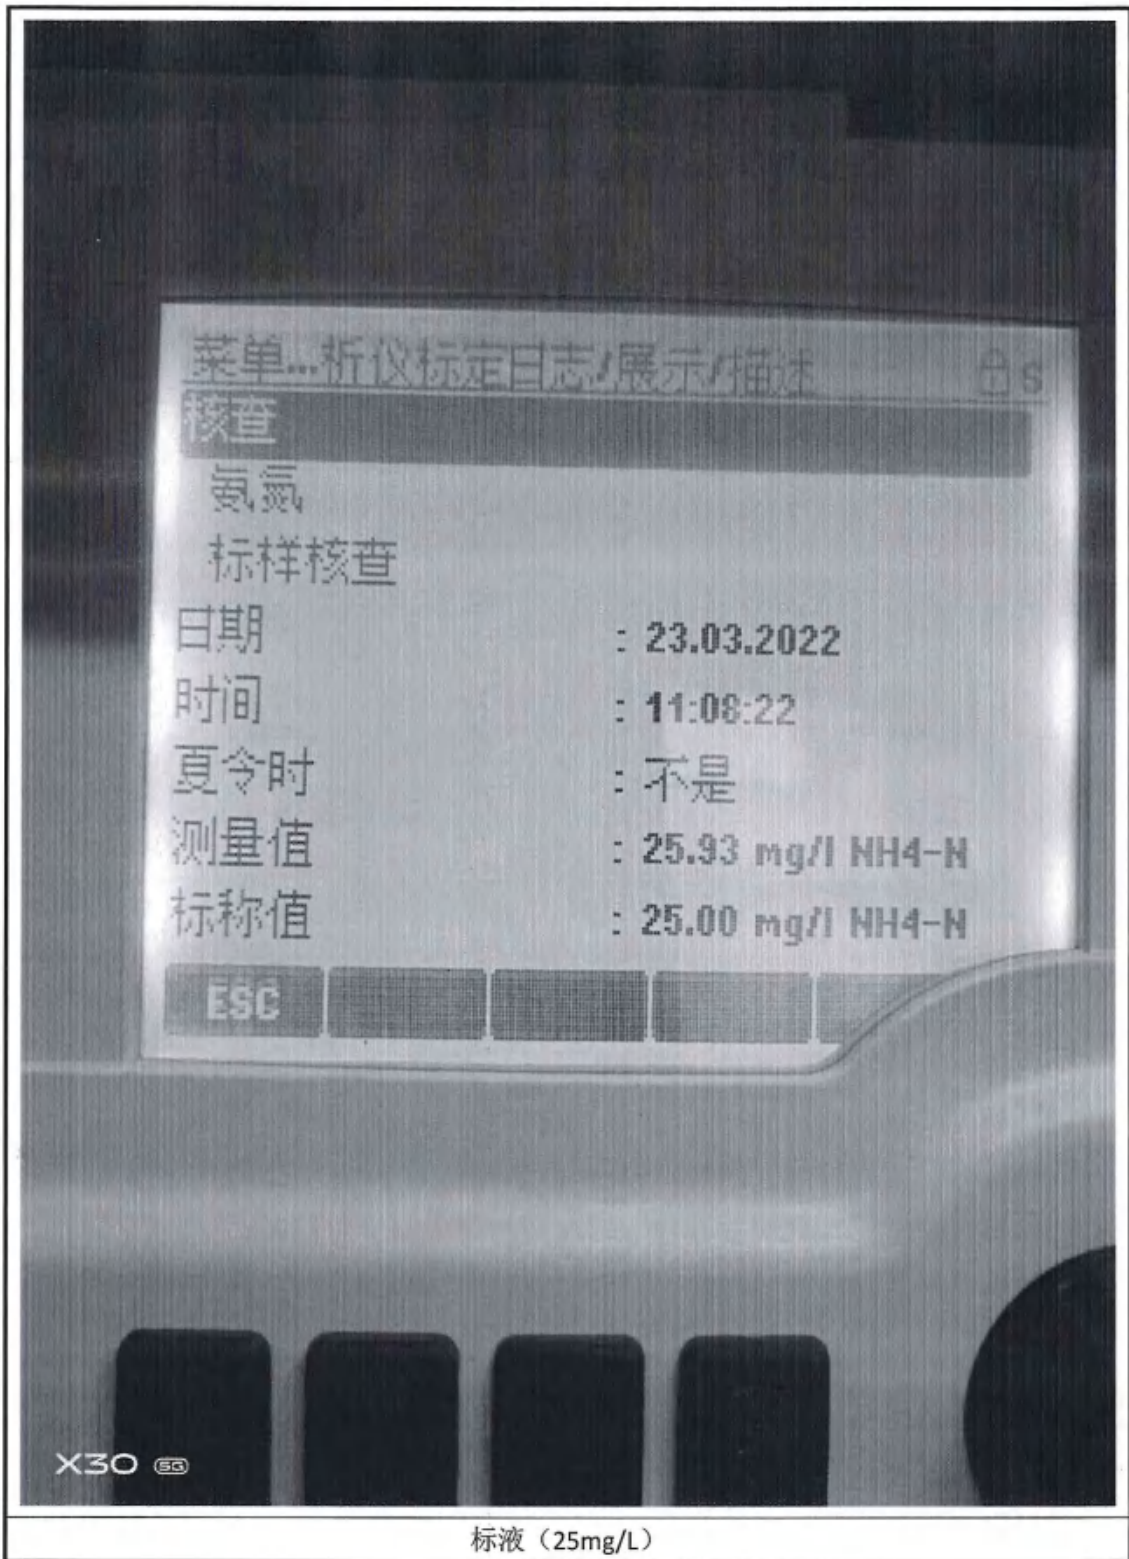 菜单...析仪标定日志/展示/描述 S
核查
氨氮
标样核查
日期 : 23.03.2022
时间 : 11:08:22
夏令时 : 不是
测量值 : 25.93 mg/l NH4-N
标称值 : 25.00 mg/l NH4-N
ESC
X30 5G
标液（25mg/L）